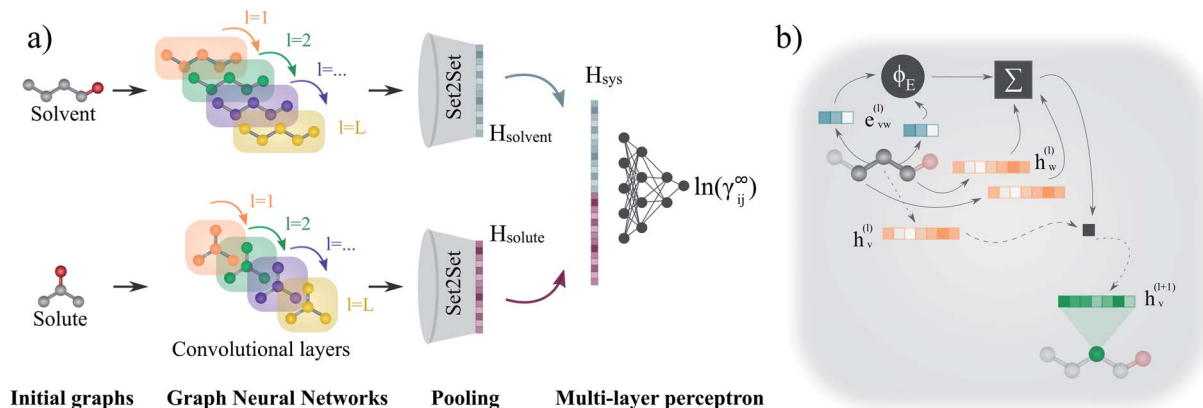 a)
l=1
l=2
l=...
l=L
Solvent
Set2Set
H_solvent
H_sys
ln(γ_ij^∞)
l=1
l=2
l=...
l=L
Solute
Set2Set
H_solute
Convolutional layers
Initial graphs
Graph Neural Networks
Pooling
Multi-layer perceptron
b)
ϕ_E
Σ
e_vw^(l)
h_w^(l)
h_v^(l)
h_v^(l+1)